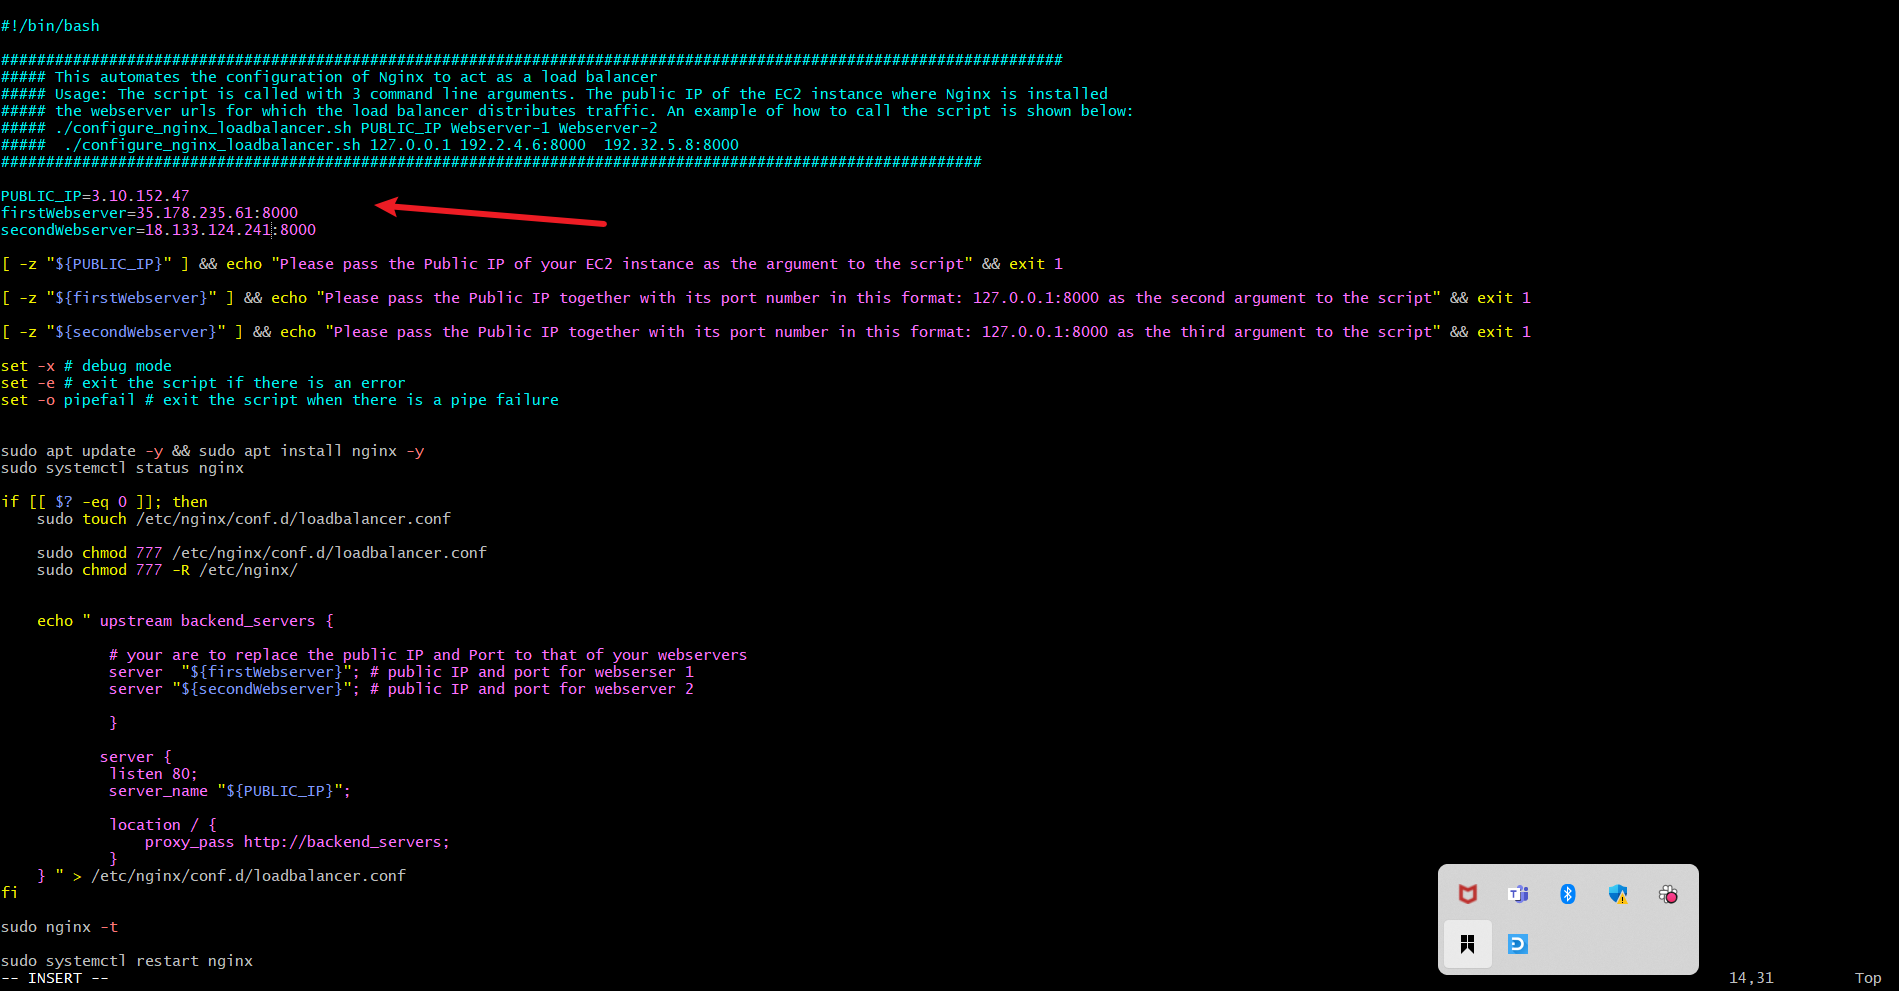 #!/bin/bash
######################################################################################################################
##### This automates the configuration of Nginx to act as a load balancer
##### Usage: The script is called with 3 command line arguments. The public IP of the EC2 instance where Nginx is installed
##### the webserver urls for which the load balancer distributes traffic. An example of how to call the script is shown below:
##### ./configure_nginx_loadbalancer.sh PUBLIC_IP Webserver-1 Webserver-2
#####  ./configure_nginx_loadbalancer.sh 127.0.0.1 192.2.4.6:8000  192.32.5.8:8000
#############################################################################################################
PUBLIC_IP=3.10.152.47
firstWebserver=35.178.235.61:8000
secondWebserver=18.133.124.241:8000
[ -z "${PUBLIC_IP}" ] && echo "Please pass the Public IP of your EC2 instance as the argument to the script" && exit 1
[ -z "${firstWebserver}" ] && echo "Please pass the Public IP together with its port number in this format: 127.0.0.1:8000 as the second argument to the script" && exit 1
[ -z "${secondWebserver}" ] && echo "Please pass the Public IP together with its port number in this format: 127.0.0.1:8000 as the third argument to the script" && exit 1
set -x # debug mode
set -e # exit the script if there is an error
set -o pipefail # exit the script when there is a pipe failure
sudo apt update -y && sudo apt install nginx -y
sudo systemctl status nginx
if [[ $? -eq 0 ]]; then
    sudo touch /etc/nginx/conf.d/loadbalancer.conf
    sudo chmod 777 /etc/nginx/conf.d/loadbalancer.conf
    sudo chmod 777 -R /etc/nginx/
    echo " upstream backend_servers {
            # your are to replace the public IP and Port to that of your webservers
            server  "${firstWebserver}"; # public IP and port for webserser 1
            server "${secondWebserver}"; # public IP and port for webserver 2
            }
           server {
            listen 80;
            server_name "${PUBLIC_IP}";
            location / {
                proxy_pass http://backend_servers;
            }
    } " > /etc/nginx/conf.d/loadbalancer.conf
fi
sudo nginx -t
sudo systemctl restart nginx
-- INSERT --
14,31
Top